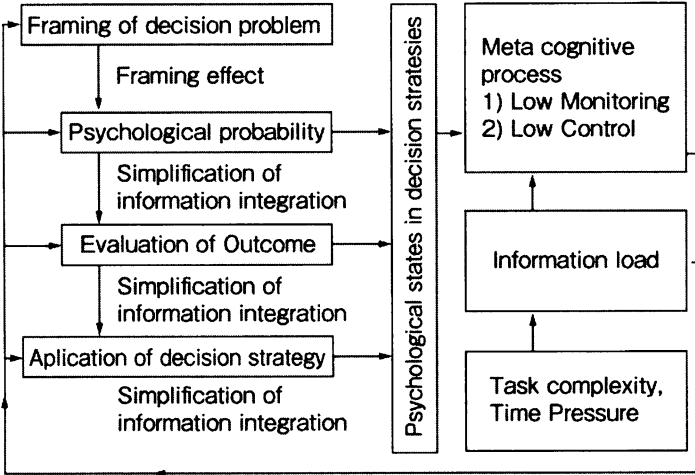 Framing of decision problem
Framing effect
Psychological probability
Simplification of
information integration
Evaluation of Outcome
Simplification of
information integration
Aplication of decision strategy
Simplification of
information integration
Psychological states in decision stratesies
Meta cognitive
process
1) Low Monitoring
2) Low Control
Information load
Task complexity,
Time Pressure